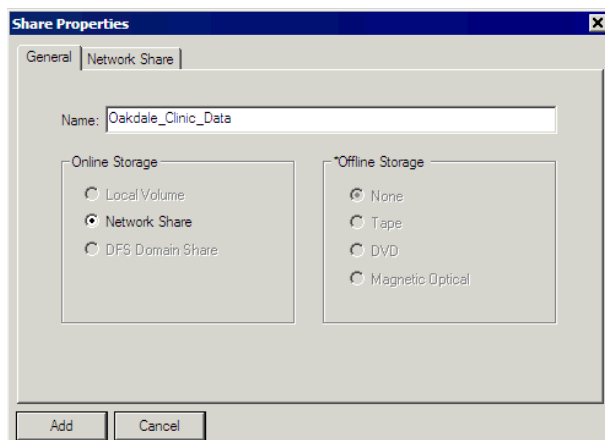 Share Properties
General Network Share
Name: Oakdale_Clinic_Data
Online Storage
Local Volume
Network Share
DFS Domain Share
*Offline Storage
None
Tape
DVD
Magnetic Optical
Add Cancel